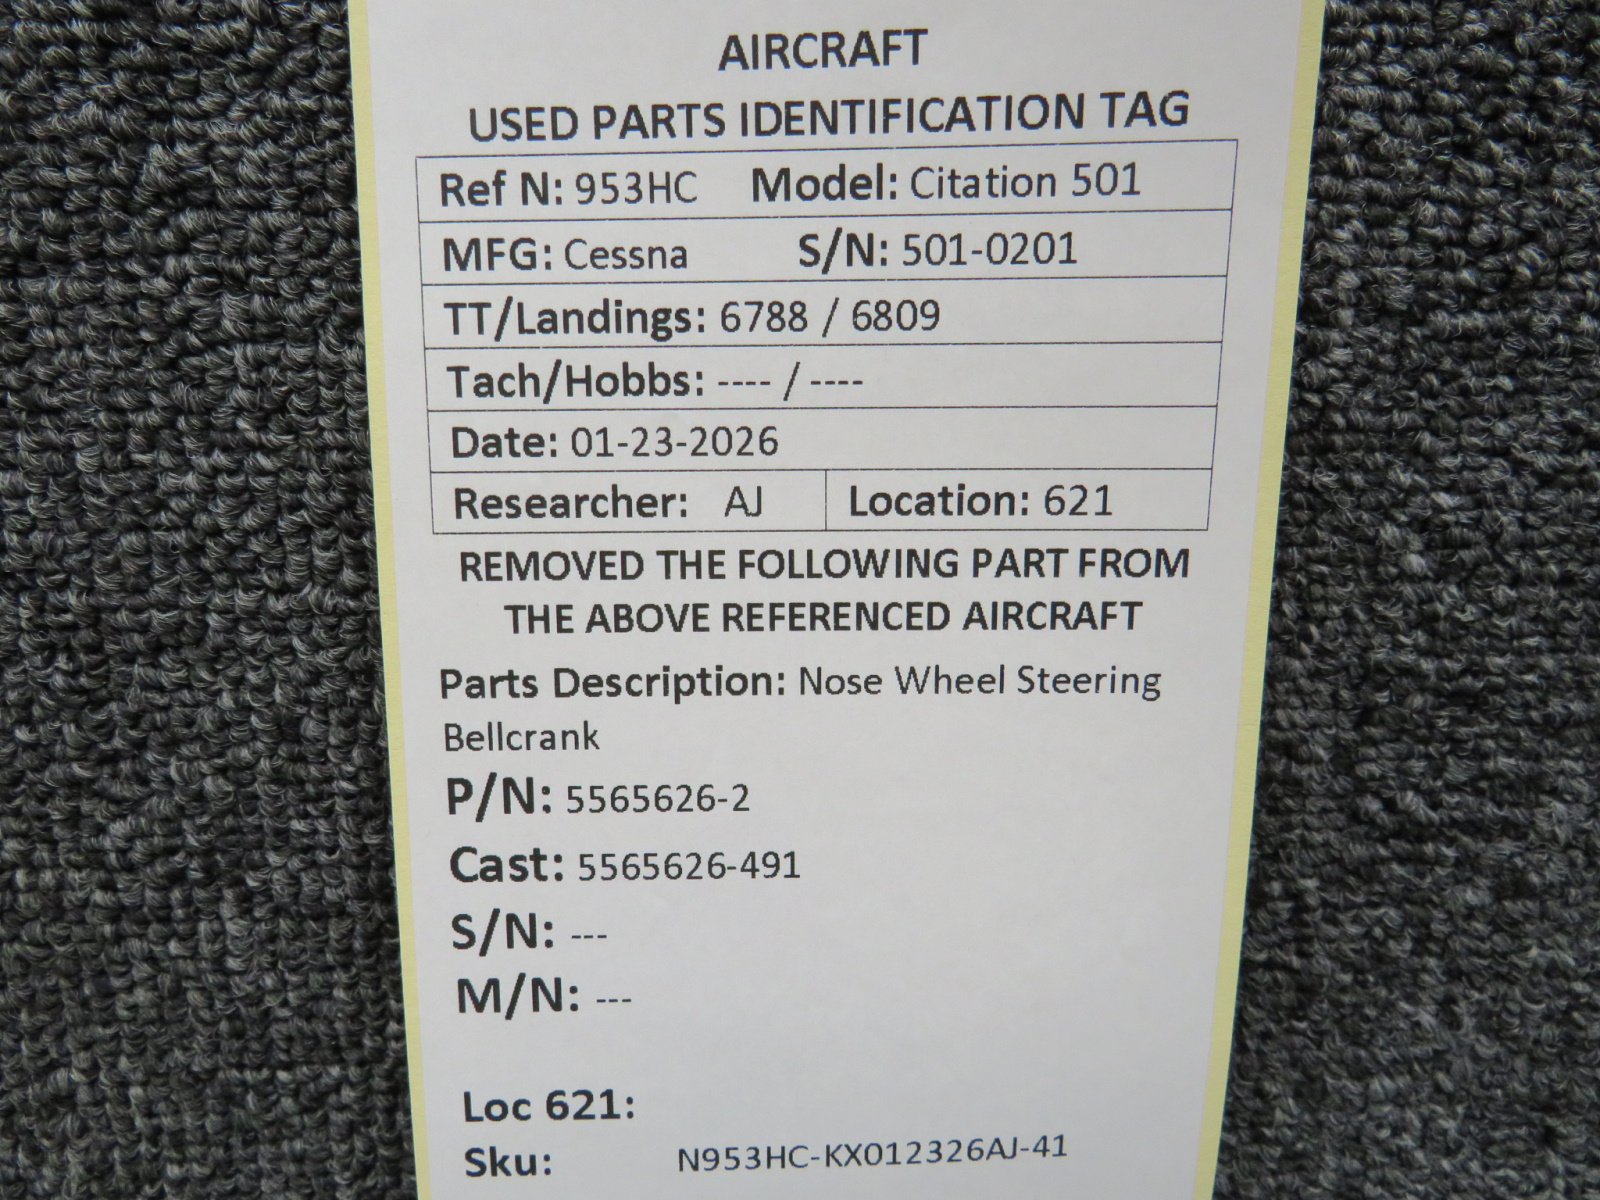 AIRCRAFT
USED PARTS IDENTIFICATION TAG
Ref N: 953HC Model: Citation 501
MFG: Cessna S/N: 501-0201
TT/Landings: 6788 / 6809
Tach/Hobbs: ---- / ----
Date: 01-23-2026
Researcher: AJ Location: 621
REMOVED THE FOLLOWING PART FROM
THE ABOVE REFERENCED AIRCRAFT
Parts Description: Nose Wheel Steering
Bellcrank
P/N: 5565626-2
Cast: 5565626-491
S/N: ---
M/N: ---
Loc 621:
Sku: N953HC-KX012326AJ-41